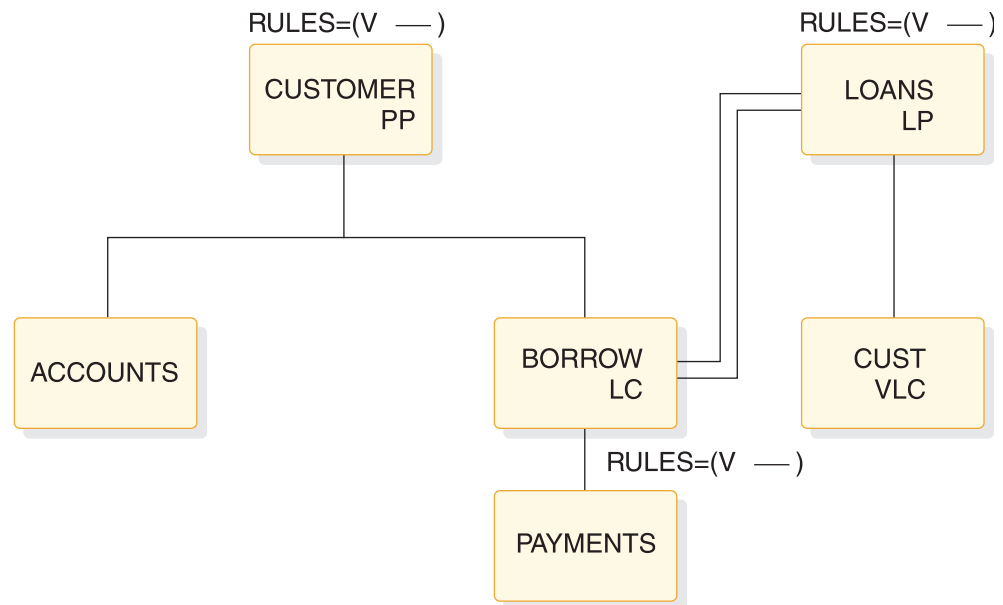 RULES=(V — )
RULES=(V — )
CUSTOMER
PP
LOANS
LP
ACCOUNTS
BORROW
LC
CUST
VLC
RULES=(V — )
PAYMENTS